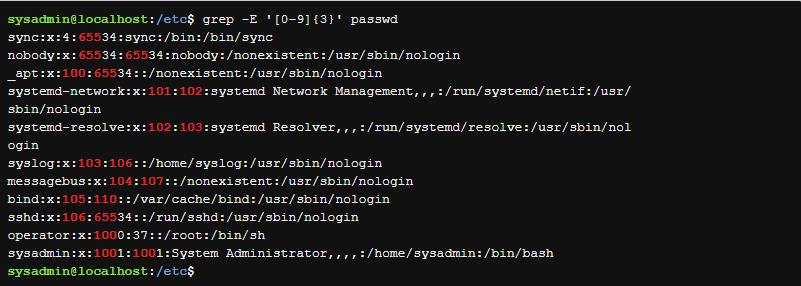 sysadmin@localhost:/etc$ grep -E '[0-9]{3}' passwd
sync:x:4:65534:sync:/bin:/bin/sync
nobody:x:65534:65534:nobody:/nonexistent:/usr/sbin/nologin
_apt:x:100:65534::/nonexistent:/usr/sbin/nologin
systemd-network:x:101:102:systemd Network Management,,,:/run/systemd/netif:/usr/
sbin/nologin
systemd-resolve:x:102:103:systemd Resolver,,,:/run/systemd/resolve:/usr/sbin/nol
ogin
syslog:x:103:106::/home/syslog:/usr/sbin/nologin
messagebus:x:104:107::/nonexistent:/usr/sbin/nologin
bind:x:105:110::/var/cache/bind:/usr/sbin/nologin
sshd:x:106:65534::/run/sshd:/usr/sbin/nologin
operator:x:1000:37::/root:/bin/sh
sysadmin:x:1001:1001:System Administrator,,,,:/home/sysadmin:/bin/bash
sysadmin@localhost:/etc$